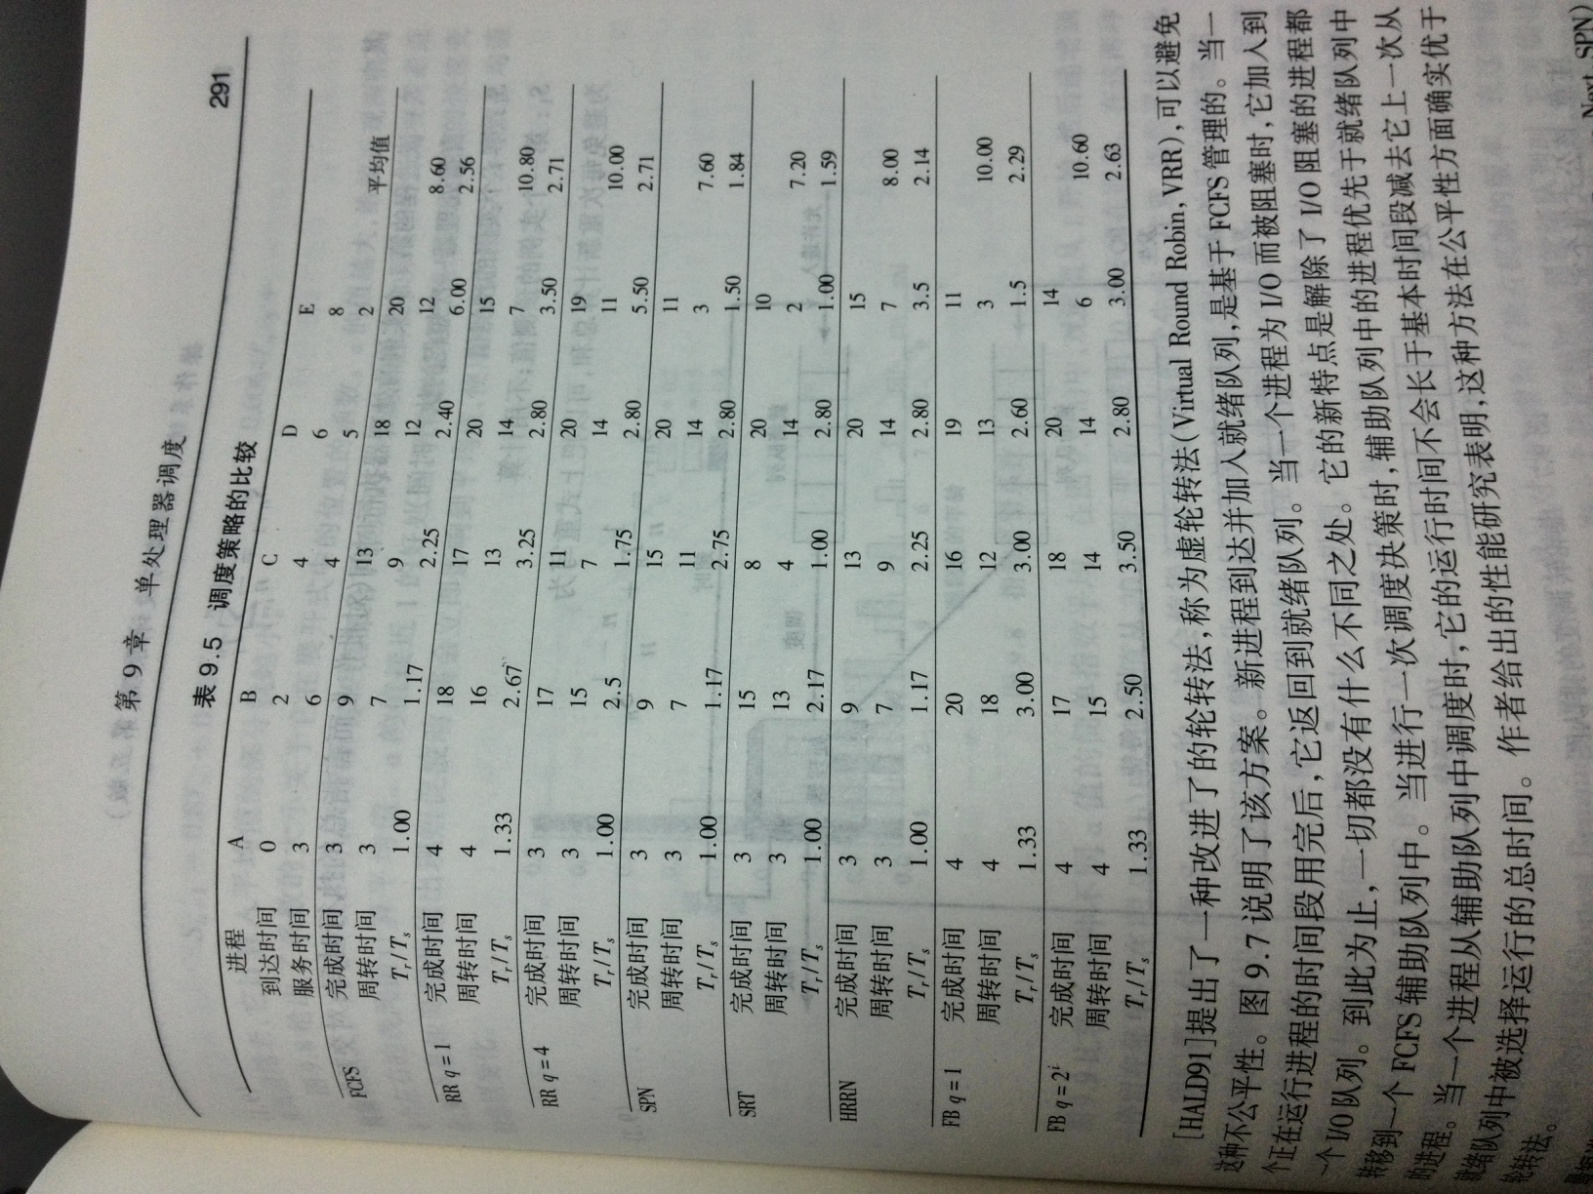 第9章 单处理器调度 291
表9.5 调度策略的比较
进程 A B C D E
到达时间 0 2 4 6 8
服务时间 3 6 4 5 2 平均值
FCFS 完成时间 3 9 13 18 20
周转时间 3 7 9 12 12 8.60
Tr/Ts 1.00 1.17 2.25 2.40 6.00 2.56
RR q=1 完成时间 4 18 17 20 15
周转时间 4 16 13 14 7 10.80
Tr/Ts 1.33 2.67 3.25 2.80 3.50 2.71
RR q=4 完成时间 3 17 11 20 19
周转时间 3 15 7 14 11 10.00
Tr/Ts 1.00 2.5 1.75 2.80 5.50 2.71
SPN 完成时间 3 9 15 20 11
周转时间 3 7 11 14 3 7.60
Tr/Ts 1.00 1.17 2.75 2.80 1.50 1.84
SRT 完成时间 3 15 8 20 10
周转时间 3 13 4 14 2 7.20
Tr/Ts 1.00 2.17 1.00 2.80 1.00 1.59
HRRN 完成时间 3 9 13 20 15
周转时间 3 7 9 14 7 8.00
Tr/Ts 1.00 1.17 2.25 2.80 3.5 2.14
FB q=1 完成时间 4 20 16 19 11
周转时间 4 18 12 13 3 10.00
Tr/Ts 1.33 3.00 3.00 2.60 1.5 2.29
FB q=2^i 完成时间 4 17 18 20 14
周转时间 4 15 14 14 6 10.60
Tr/Ts 1.33 2.50 3.50 2.80 3.00 2.63
[HALD91]提出了一种改进了的轮转法,称为虚轮转法(Virtual Round Robin, VRR),可以避免
这种不公平性。图9.7说明了该方案。新进程到达并加入就绪队列,是基于FCFS管理的。当一
个正在运行进程的时间段用完后,它返回到就绪队列。当一个进程为I/O而被阻塞时,它加入到
一个I/O队列。到此为止,一切都没有什么不同之处。它的新特点是解除了I/O阻塞的进程都
转移到一个FCFS辅助队列中。当进行一次调度决策时,辅助队列中的进程优先于就绪队列中
的进程。当一个进程从辅助队列中调度时,它的运行时间不会长于基本时间段减去它上一次从
就绪队列中被选择运行的总时间。作者给出的性能研究表明,这种方法在公平性方面确实优于
轮转法。
Next, SPN)